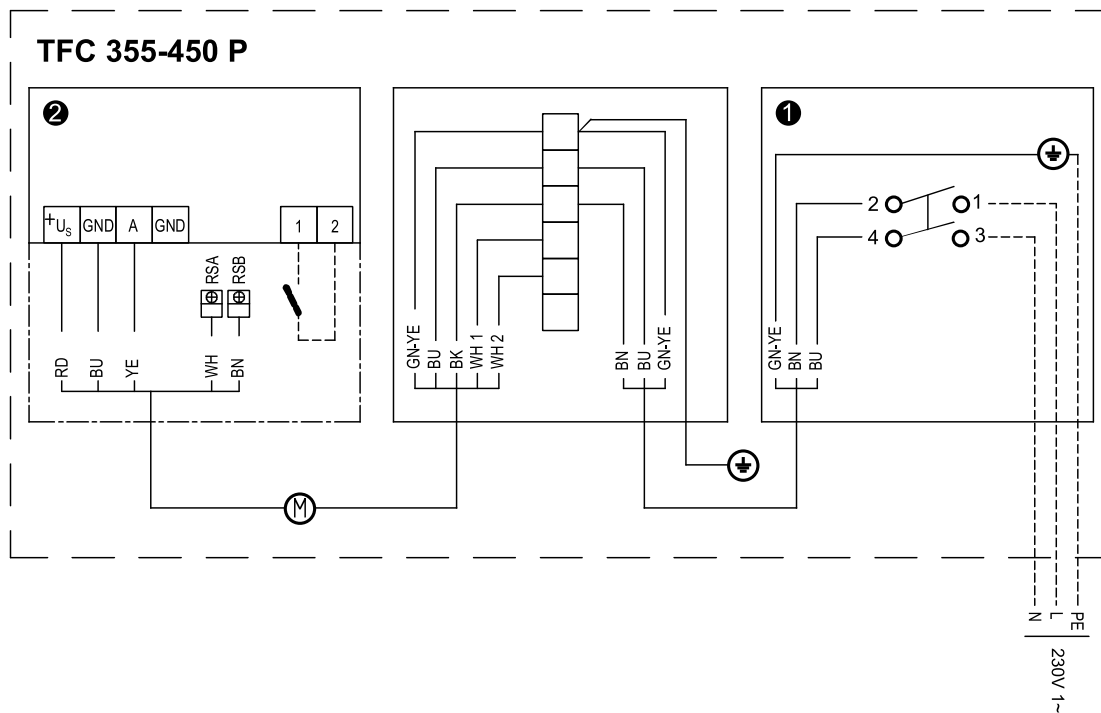 TFC 355-450 P
2
+US GND A GND
1 2
RSA RSB
RD BU YE WH BN
M
GN-YE BU BK WH 1 WH 2
BN BU GN-YE
1
2 1
4 3
GN-YE BN BU
N L PE
230V 1~